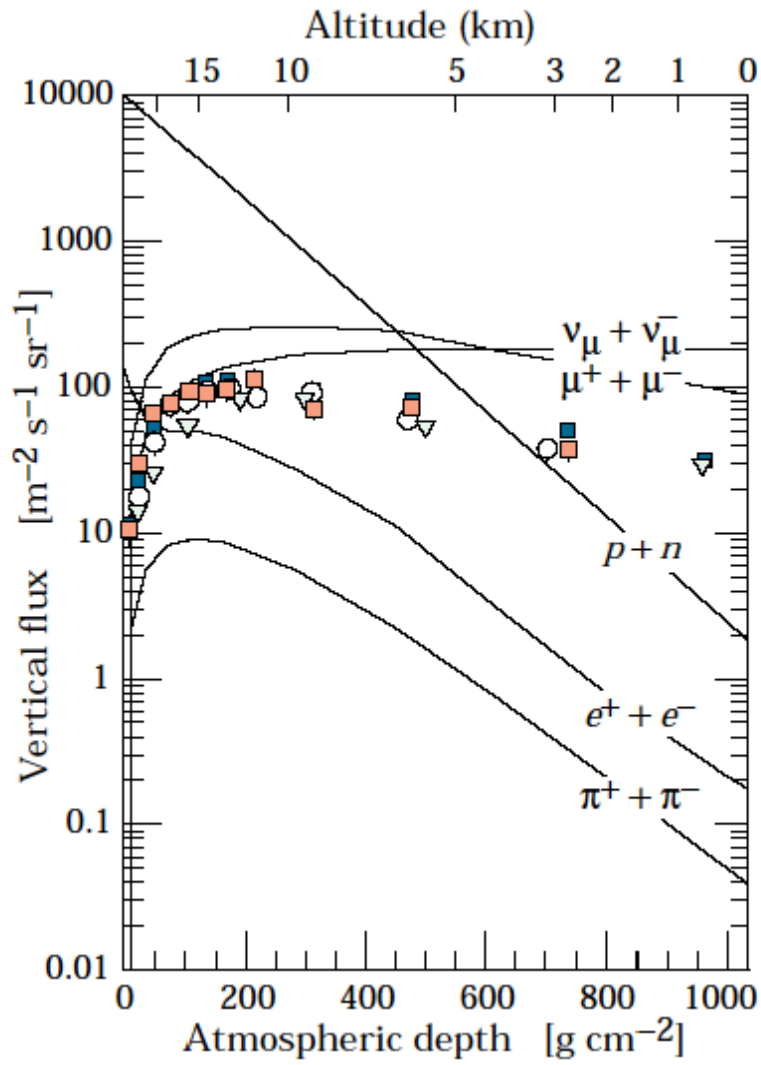 Altitude (km)
15 10 5 3 2 1 0
10000
1000
100
10
1
0.1
0.01
Vertical flux [m⁻² s⁻¹ sr⁻¹]
ν_μ + ν̄_μ
μ⁺ + μ⁻
p + n
e⁺ + e⁻
π⁺ + π⁻
0 200 400 600 800 1000
Atmospheric depth [g cm⁻²]